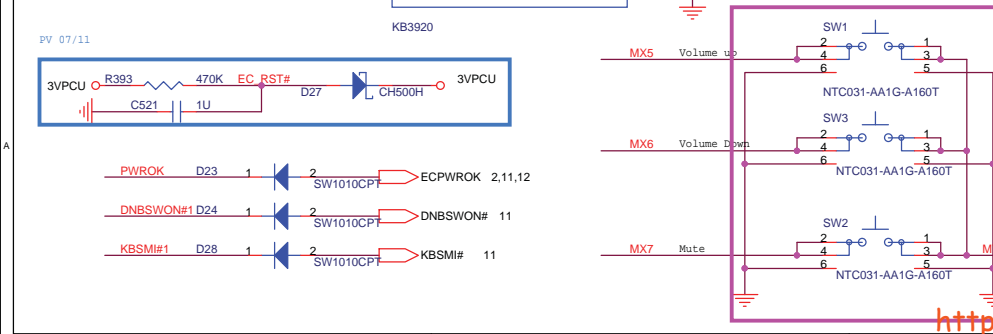 KB3920
PV 07/11
3VPCU R393 470K EC_RST# D27 CH500H 3VPCU
C521 1U
A
PWROK D23 1 2 SW1010CPT ECPWROK 2,11,12
DNBSWON#1 D24 1 2 SW1010CPT DNBSWON# 11
KBSMI#1 D28 1 2 SW1010CPT KBSMI# 11
SW1
MX5 Volume up 2 4 6 1 3 5
NTC031-AA1G-A160T
SW3
MX6 Volume Down 2 4 6 1 3 5
NTC031-AA1G-A160T
SW2
MX7 Mute 2 4 6 1 3 5 M
NTC031-AA1G-A160T
http